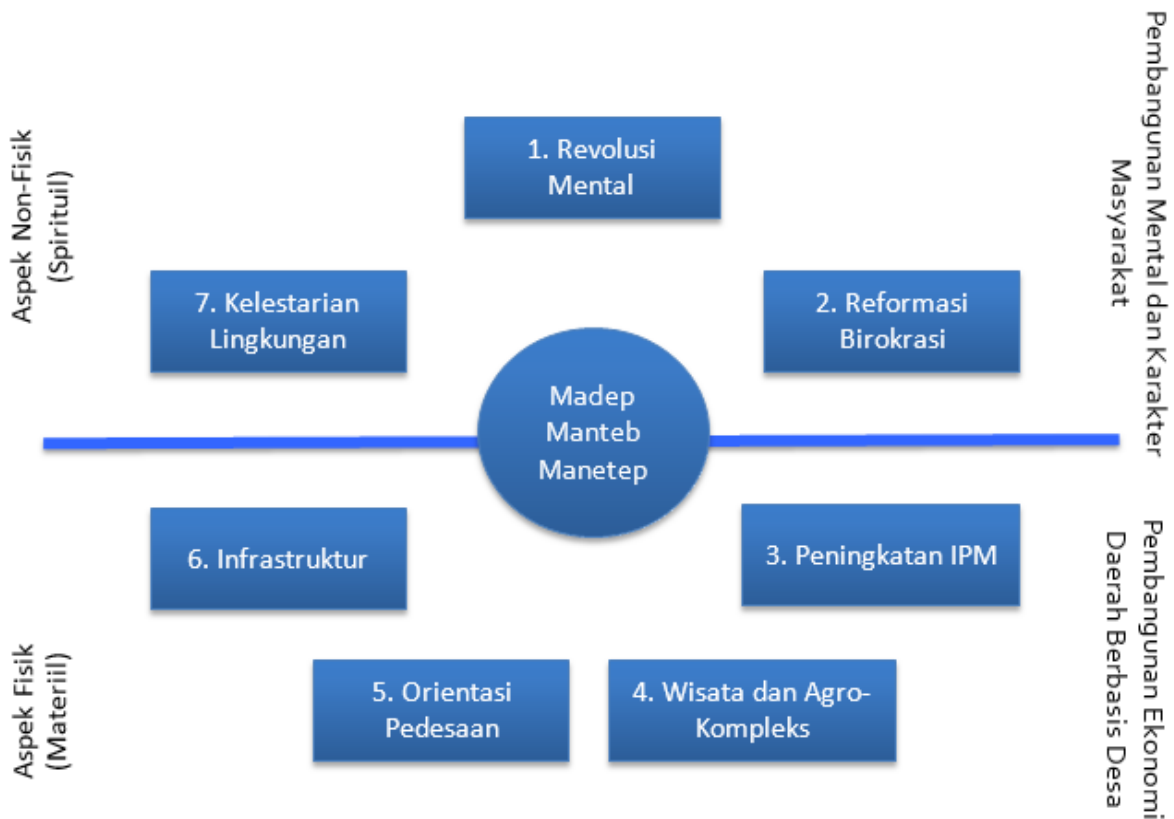 Aspek Non-Fisik
(Spirituil)
1. Revolusi
Mental
7. Kelestarian
Lingkungan
2. Reformasi
Birokrasi
Pembangunan Mental dan Karakter
Masyarakat
Madep
Manteb
Manetep
6. Infrastruktur
3. Peningkatan IPM
Aspek Fisik
(Materiil)
5. Orientasi
Pedesaan
4. Wisata dan Agro-
Kompleks
Pembangunan Ekonomi
Daerah Berbasis Desa